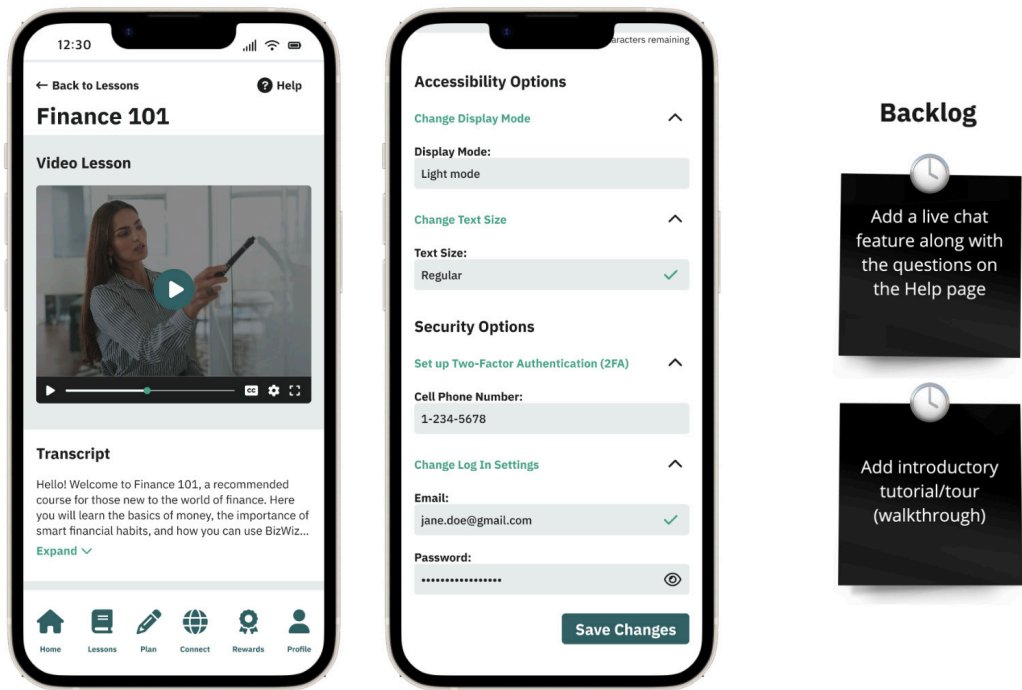 12:30
← Back to Lessons
? Help
Finance 101
Video Lesson
CC
Transcript
Hello! Welcome to Finance 101, a recommended
course for those new to the world of finance. Here
you will learn the basics of money, the importance of
smart financial habits, and how you can use BizWiz...
Expand
Home Lessons Plan Connect Rewards Profile
remaining
Accessibility Options
Change Display Mode
Display Mode:
Light mode
Change Text Size
Text Size:
Regular
Security Options
Set up Two-Factor Authentication (2FA)
Cell Phone Number:
1-234-5678
Change Log In Settings
Email:
jane.doe@gmail.com
Password:
•••••••••••••••••
Save Changes
Backlog
Add a live chat
feature along with
the questions on
the Help page
Add introductory
tutorial/tour
(walkthrough)